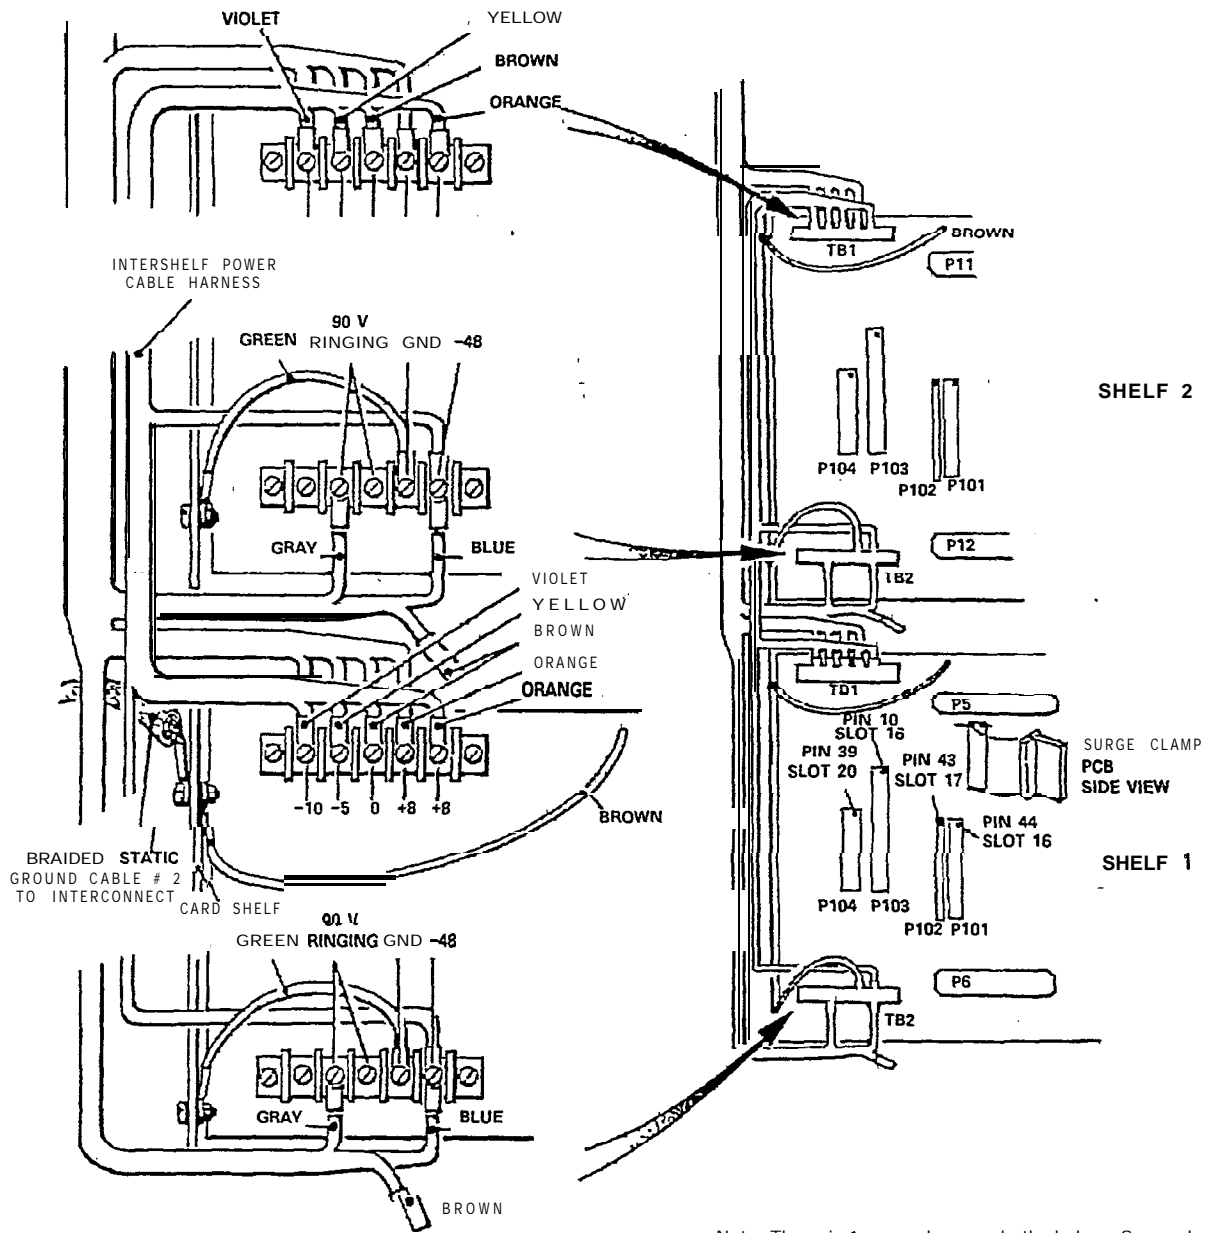 VIOLET
YELLOW
BROWN
ORANGE
INTERSHELF POWER
CABLE HARNESS
90 V
GREEN RINGING GND -48
GRAY
BLUE
VIOLET
YELLOW
BROWN
ORANGE
ORANGE
-10 -5 0 +8 +8
BROWN
BRAIDED STATIC
GROUND CABLE # 2
TO INTERCONNECT
CARD SHELF
GREEN RINGING GND -48
GRAY
BLUE
BROWN
BROWN
TB1
P11
SHELF 2
P104
P103
P102
P101
P12
TB2
P5
PIN 10
SLOT 16
PIN 39
SLOT 20
PIN 43
SLOT 17
SURGE CLAMP
PCB
SIDE VIEW
PIN 44
SLOT 16
SHELF 1
P104
P103
P102
P101
P6
TB2